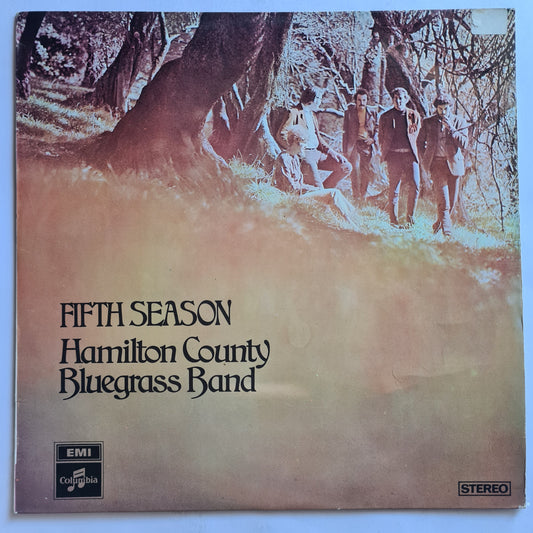 FIFTH SEASON
Hamilton County
Bluegrass Band
EMI
Columbia
STEREO